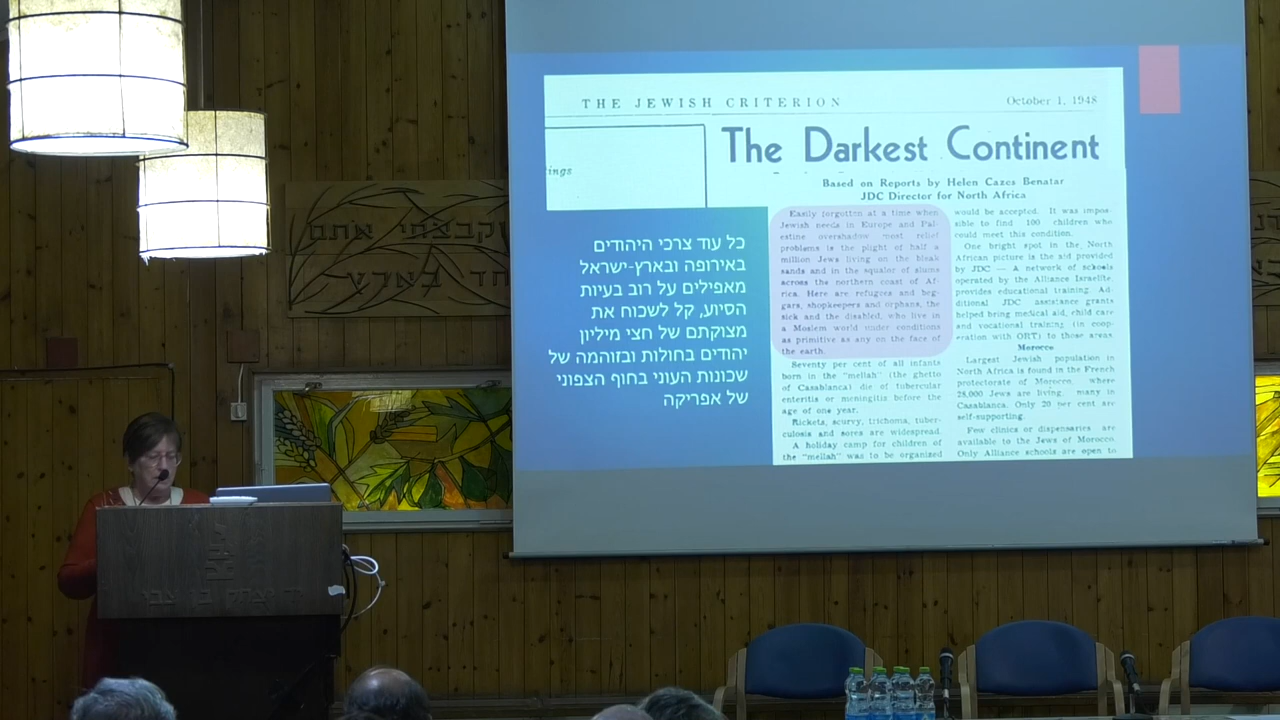 THE JEWISH CRITERION
October 1, 1948
ings
The Darkest Continent
Based on Reports by Helen Cazes Benatar
JDC Director for North Africa
כל עוד צרכי היהודים
באירופה ובארץ-ישראל
מאפילים על רוב בעיות
הסיוע, קל לשכוח את
מצוקתם של חצי מיליון
יהודים בחולות ובזוהמה של
שכונות העוני בחוף הצפוני
של אפריקה
Easily forgotten at a time when
Jewish needs in Europe and Pal-
estine overshadow most relief
problems is the plight of half a
million Jews living on the bleak
sands and in the squalor of slums
across the northern coast of Af-
rica. Here are refugees and beg-
gars, shopkeepers and orphans, the
sick and the disabled, who live in
a Moslem world under conditions
as primitive as any on the face of
the earth.
Seventy per cent of all infants
born in the "mellah" (the ghetto
of Casablanca) die of tubercular
enteritis or meningitis before the
age of one year.
Rickets, scurvy, trichoma, tuber-
culosis and sores are widespread.
A holiday camp for children of
the "mellah" was to be organized
would be accepted. It was impos-
sible to find 100 children who
could meet this condition.
One bright spot in the North
African picture is the aid provided
by JDC — A network of schools
operated by the Alliance Israelite,
provides educational training. Ad-
ditional JDC assistance grants
helped bring medical aid, child care
and vocational training (in coop-
eration with ORT) to these areas.
Morocco
Largest Jewish population in
North Africa is found in the French
protectorate of Morocco, where
28,000 Jews are living, many in
Casablanca. Only 20 per cent are
self-supporting.
Few clinics or dispensaries are
available to the Jews of Morocco.
Only Alliance schools are open to
קבצתי אתם
חד בארץ
יד יצחק בן צבי